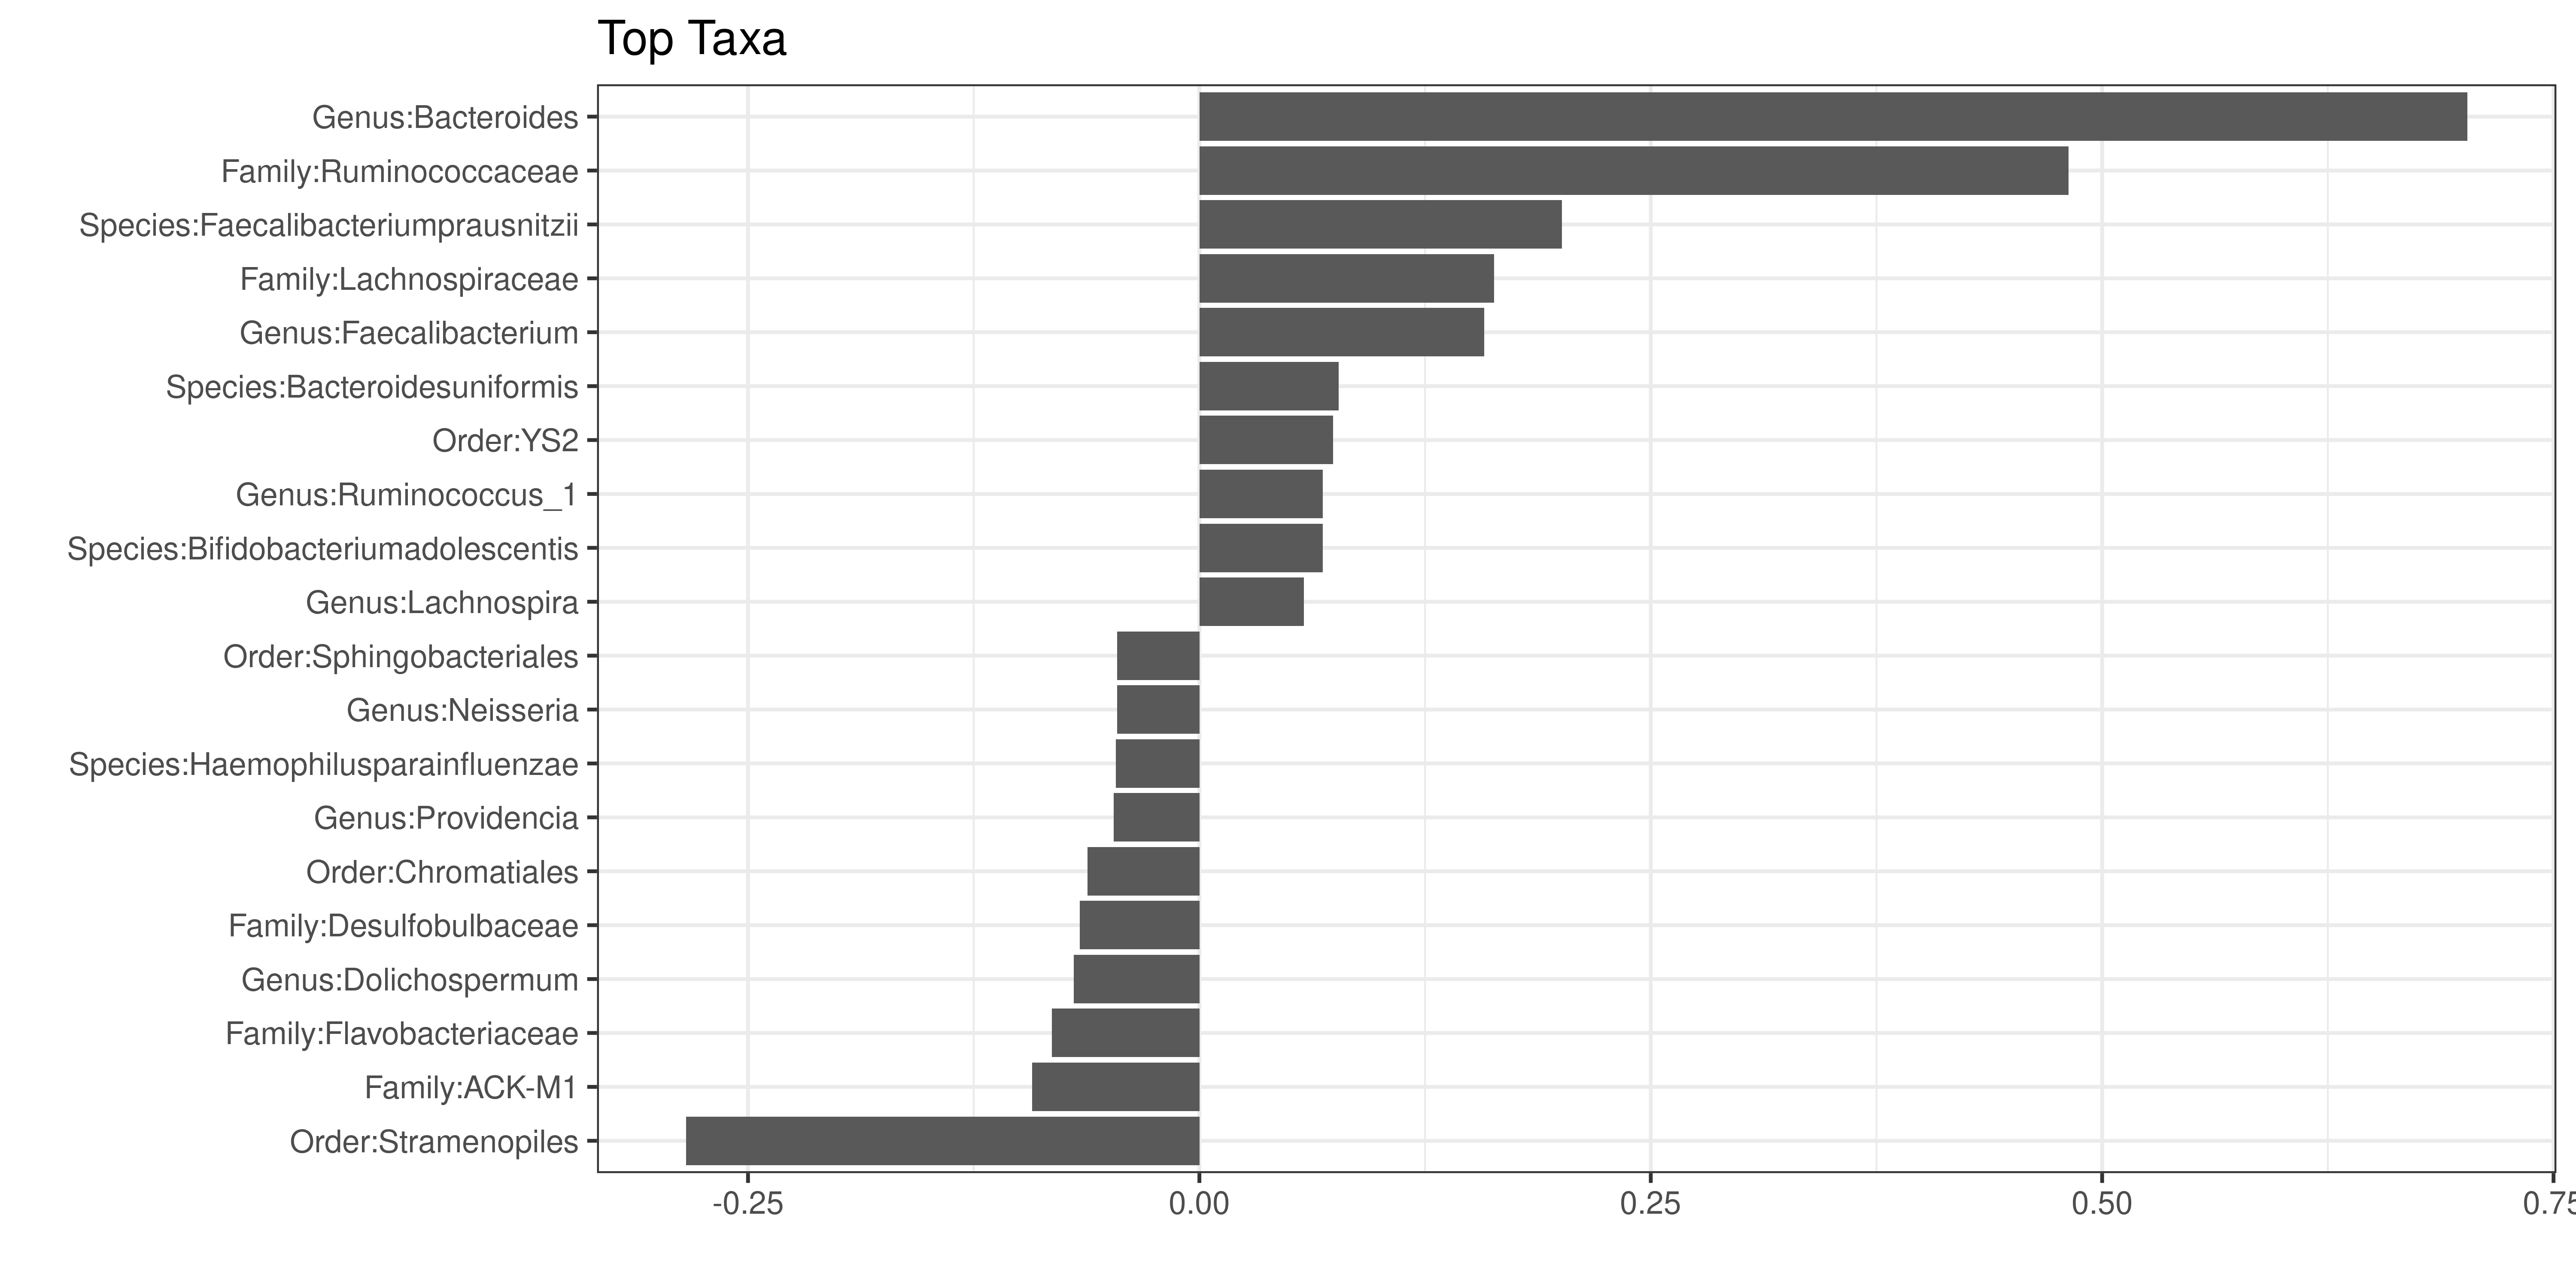 Top Taxa
Genus:Bacteroides
Family:Ruminococcaceae
Species:Faecalibacteriumprausnitzii
Family:Lachnospiraceae
Genus:Faecalibacterium
Species:Bacteroidesuniformis
Order:YS2
Genus:Ruminococcus_1
Species:Bifidobacteriumadolescentis
Genus:Lachnospira
Order:Sphingobacteriales
Genus:Neisseria
Species:Haemophilusparainfluenzae
Genus:Providencia
Order:Chromatiales
Family:Desulfobulbaceae
Genus:Dolichospermum
Family:Flavobacteriaceae
Family:ACK-M1
Order:Stramenopiles
-0.25 0.00 0.25 0.50 0.75